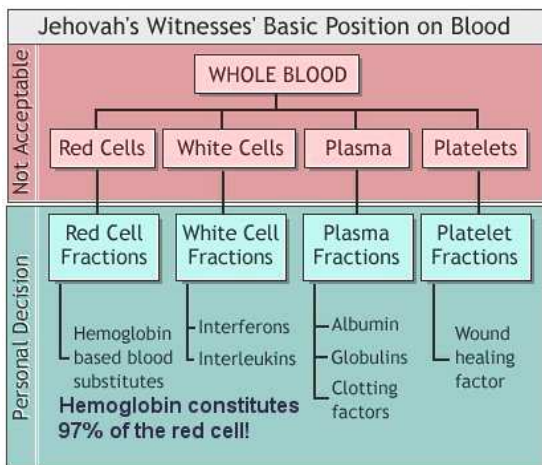 Jehovah's Witnesses' Basic Position on Blood
Not Acceptable
WHOLE BLOOD
Red Cells
White Cells
Plasma
Platelets
Personal Decision
Red Cell
Fractions
White Cell
Fractions
Plasma
Fractions
Platelet
Fractions
Hemoglobin
based blood
substitutes
Interferons
Interleukins
Albumin
Globulins
Clotting
factors
Wound
healing
factor
Hemoglobin constitutes
97% of the red cell!